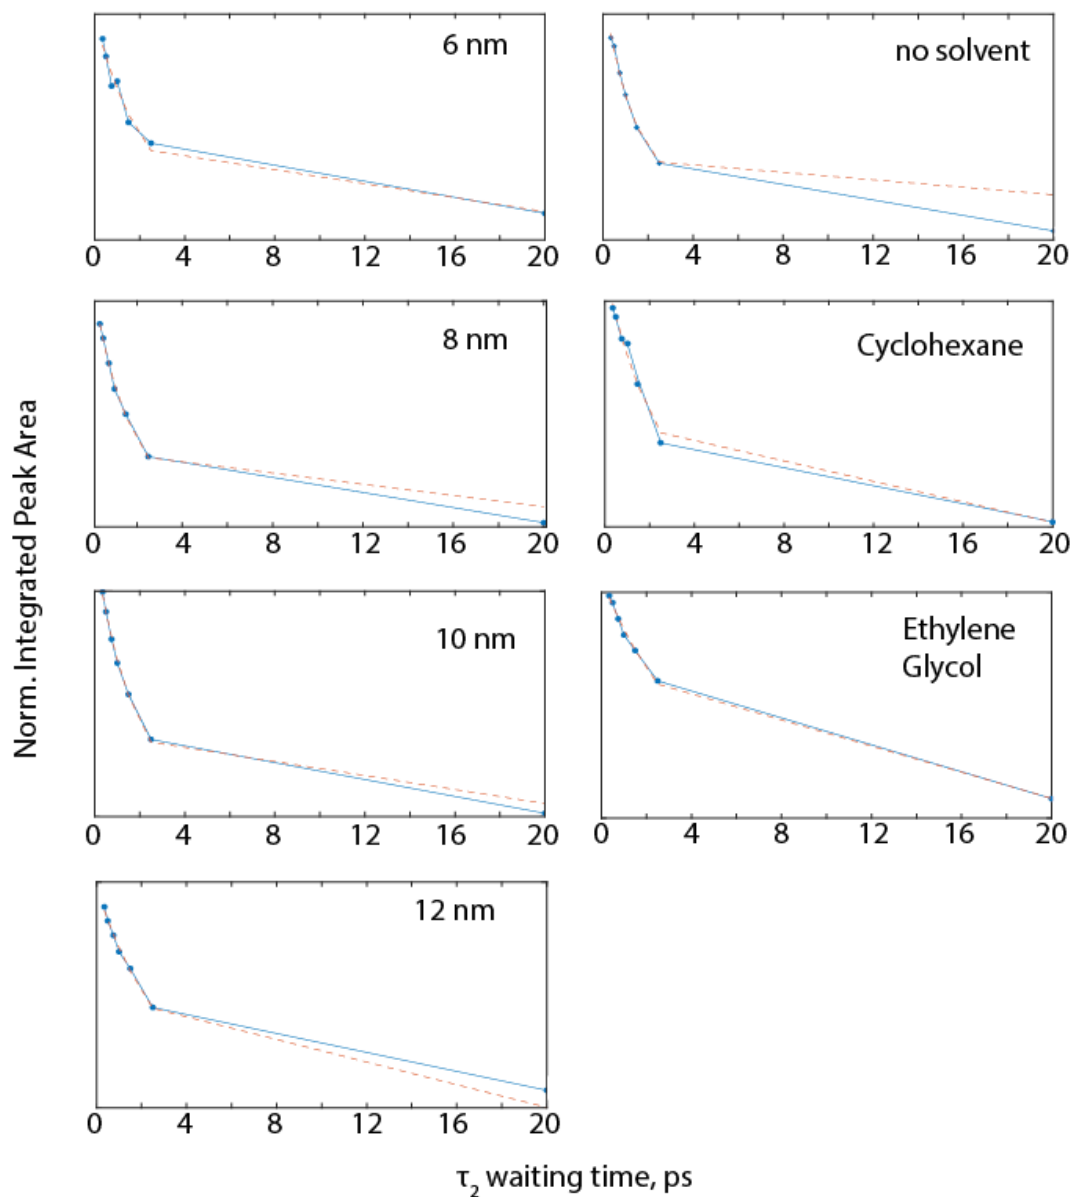 6 nm
0 4 8 12 16 20
no solvent
0 4 8 12 16 20
8 nm
0 4 8 12 16 20
Cyclohexane
0 4 8 12 16 20
Norm. Integrated Peak Area
10 nm
0 4 8 12 16 20
Ethylene
Glycol
0 4 8 12 16 20
12 nm
0 4 8 12 16 20
τ2 waiting time, ps